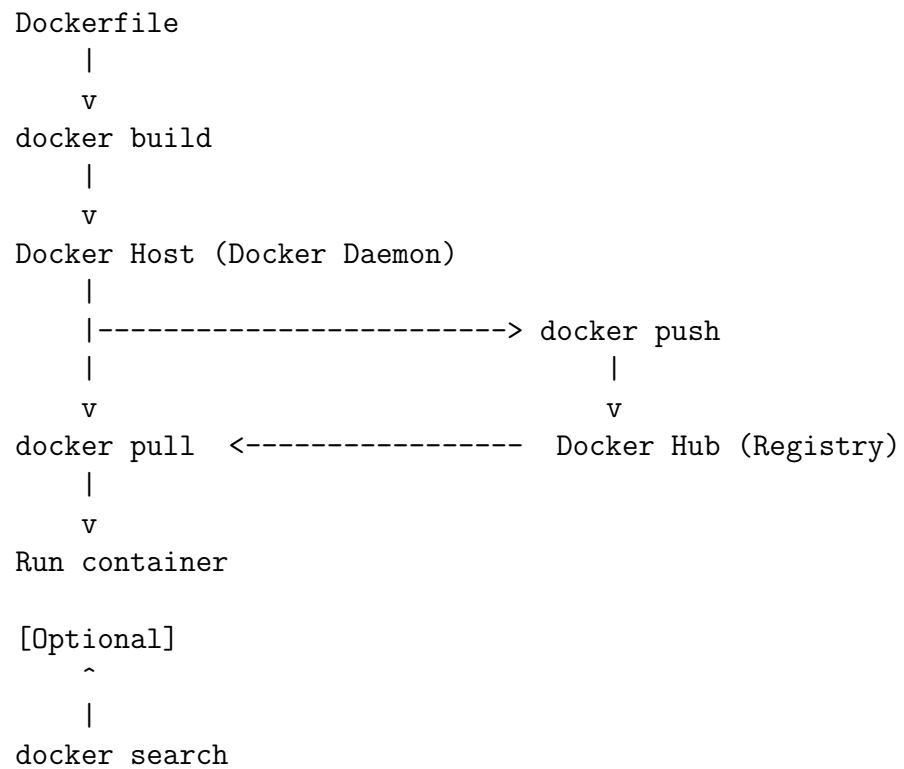 Dockerfile
|
v
docker build
|
v
Docker Host (Docker Daemon)
|
|-------------------------> docker push
| |
v v
docker pull <----------------- Docker Hub (Registry)
|
v
Run container
[Optional]
^
|
docker search